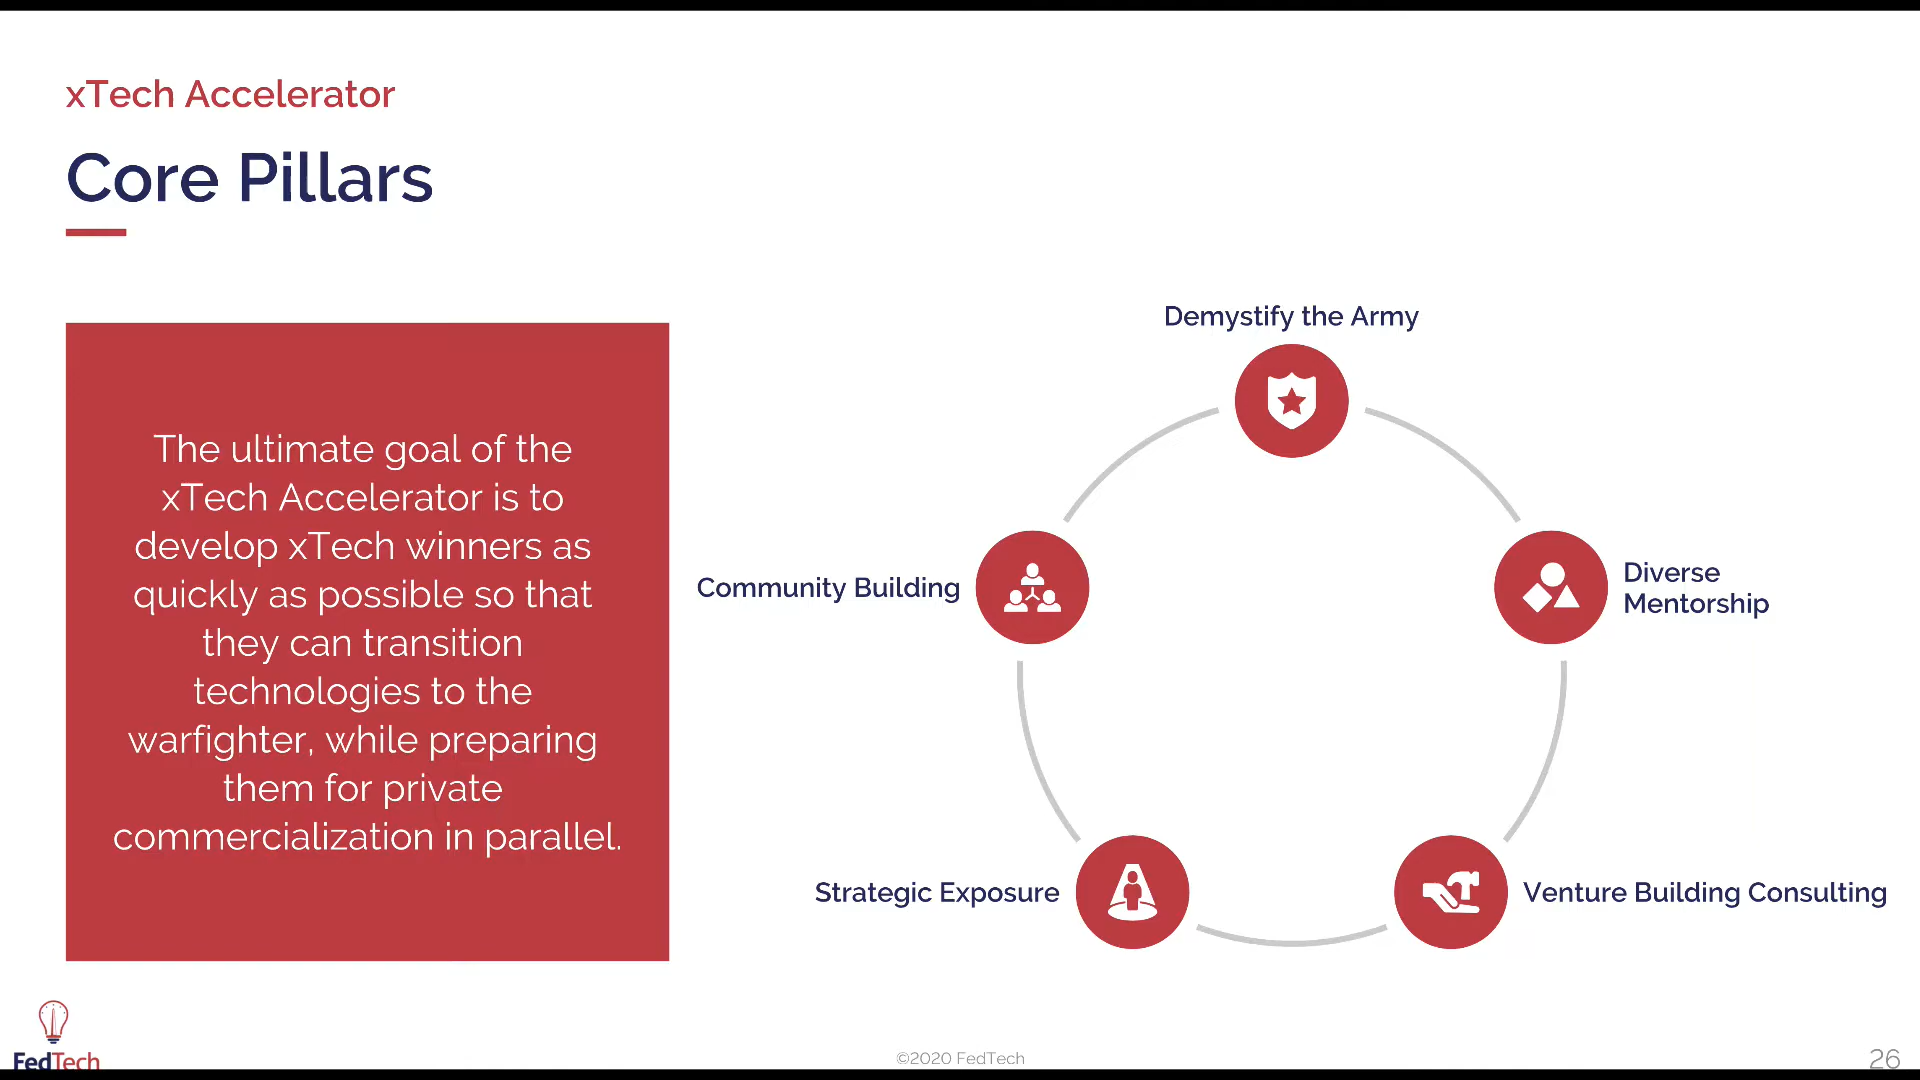 xTech Accelerator
Core Pillars
The ultimate goal of the
xTech Accelerator is to
develop xTech winners as
quickly as possible so that
they can transition
technologies to the
warfighter, while preparing
them for private
commercialization in parallel.
Demystify the Army
Diverse
Mentorship
Community Building
Strategic Exposure
Venture Building Consulting
FedTech
©2020 FedTech
26